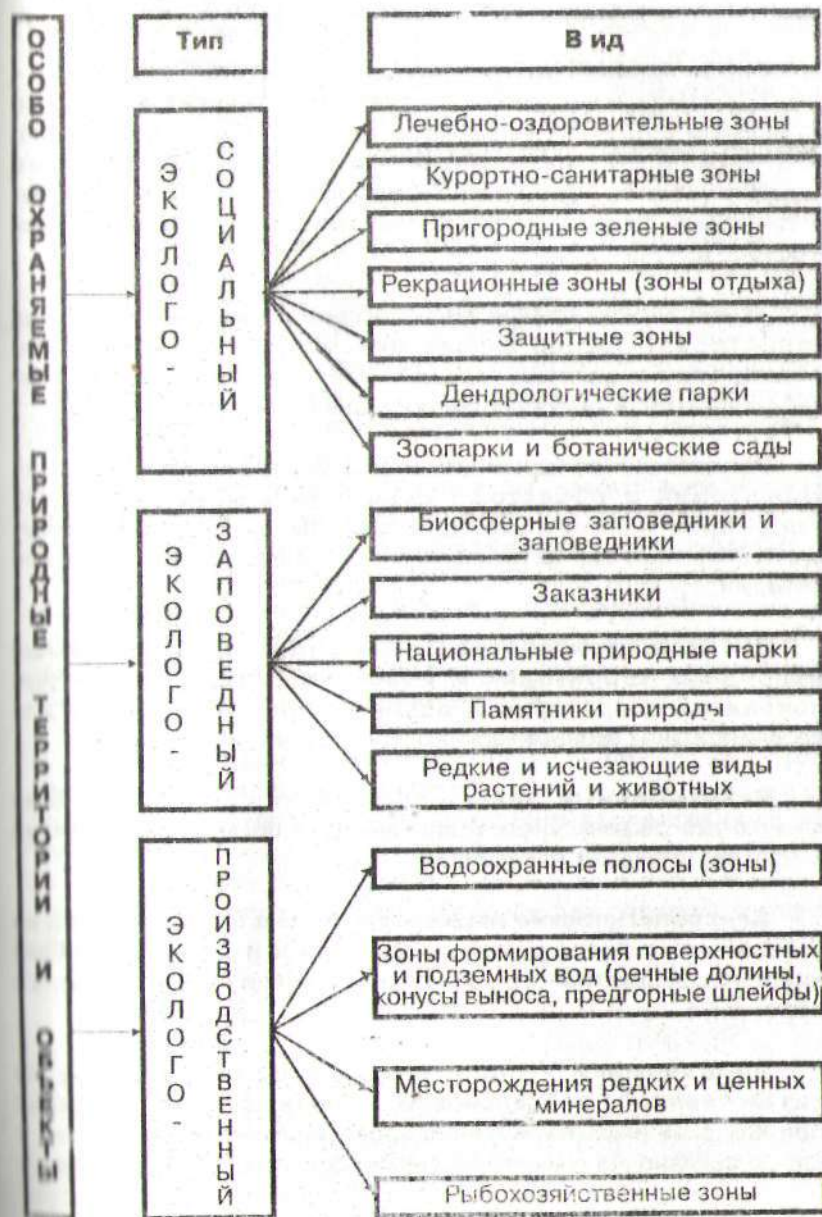 ОСОБО ОХРАНЯЕМЫЕ ПРИРОДНЫЕ ТЕРРИТОРИИ И ОБЪЕКТЫ
Тип
Вид
ЭКОЛОГО-
СОЦИАЛЬНЫЙ
Лечебно-оздоровительные зоны
Курортно-санитарные зоны
Пригородные зеленые зоны
Рекрационные зоны (зоны отдыха)
Защитные зоны
Дендрологические парки
Зоопарки и ботанические сады
ЭКОЛОГО-
ЗАПОВЕДНЫЙ
Биосферные заповедники и
заповедники
Заказники
Национальные природные парки
Памятники природы
Редкие и исчезающие виды
растений и животных
ЭКОЛОГО-
ПРОИЗВОДСТВЕННЫЙ
Водоохранные полосы (зоны)
Зоны формирования поверхностных
и подземных вод (речные долины,
конусы выноса, предгорные шлейфы)
Месторождения редких и ценных
минералов
Рыбохозяйственные зоны